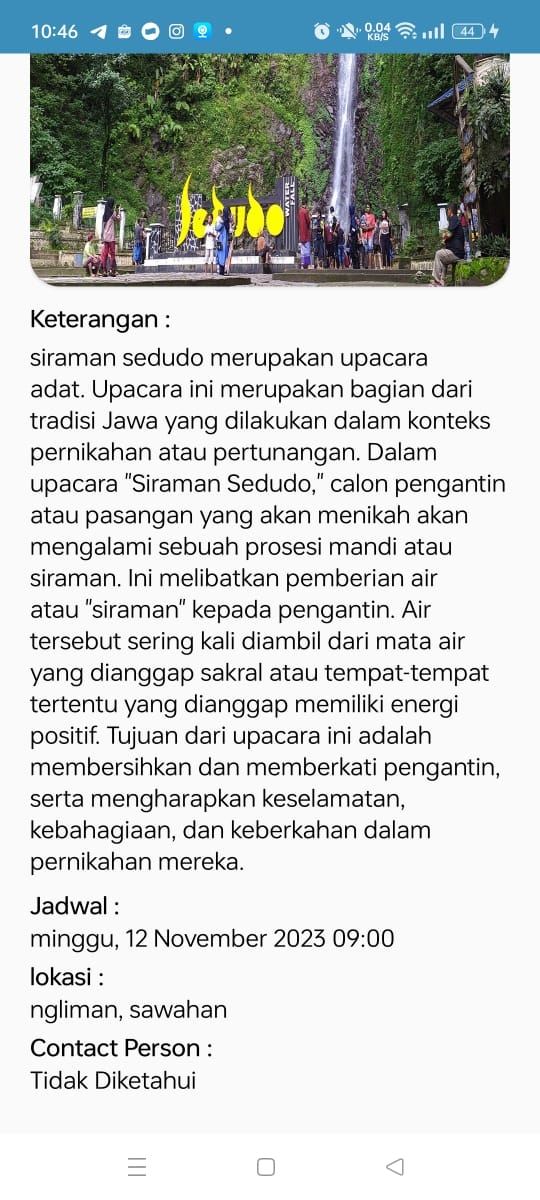 10:46
0.04
KB/S
44
Sedudo
WATER
FALL
Keterangan :
siraman sedudo merupakan upacara
adat. Upacara ini merupakan bagian dari
tradisi Jawa yang dilakukan dalam konteks
pernikahan atau pertunangan. Dalam
upacara "Siraman Sedudo," calon pengantin
atau pasangan yang akan menikah akan
mengalami sebuah prosesi mandi atau
siraman. Ini melibatkan pemberian air
atau "siraman" kepada pengantin. Air
tersebut sering kali diambil dari mata air
yang dianggap sakral atau tempat-tempat
tertentu yang dianggap memiliki energi
positif. Tujuan dari upacara ini adalah
membersihkan dan memberkati pengantin,
serta mengharapkan keselamatan,
kebahagiaan, dan keberkahan dalam
pernikahan mereka.
Jadwal :
minggu, 12 November 2023 09:00
lokasi :
ngliman, sawahan
Contact Person :
Tidak Diketahui